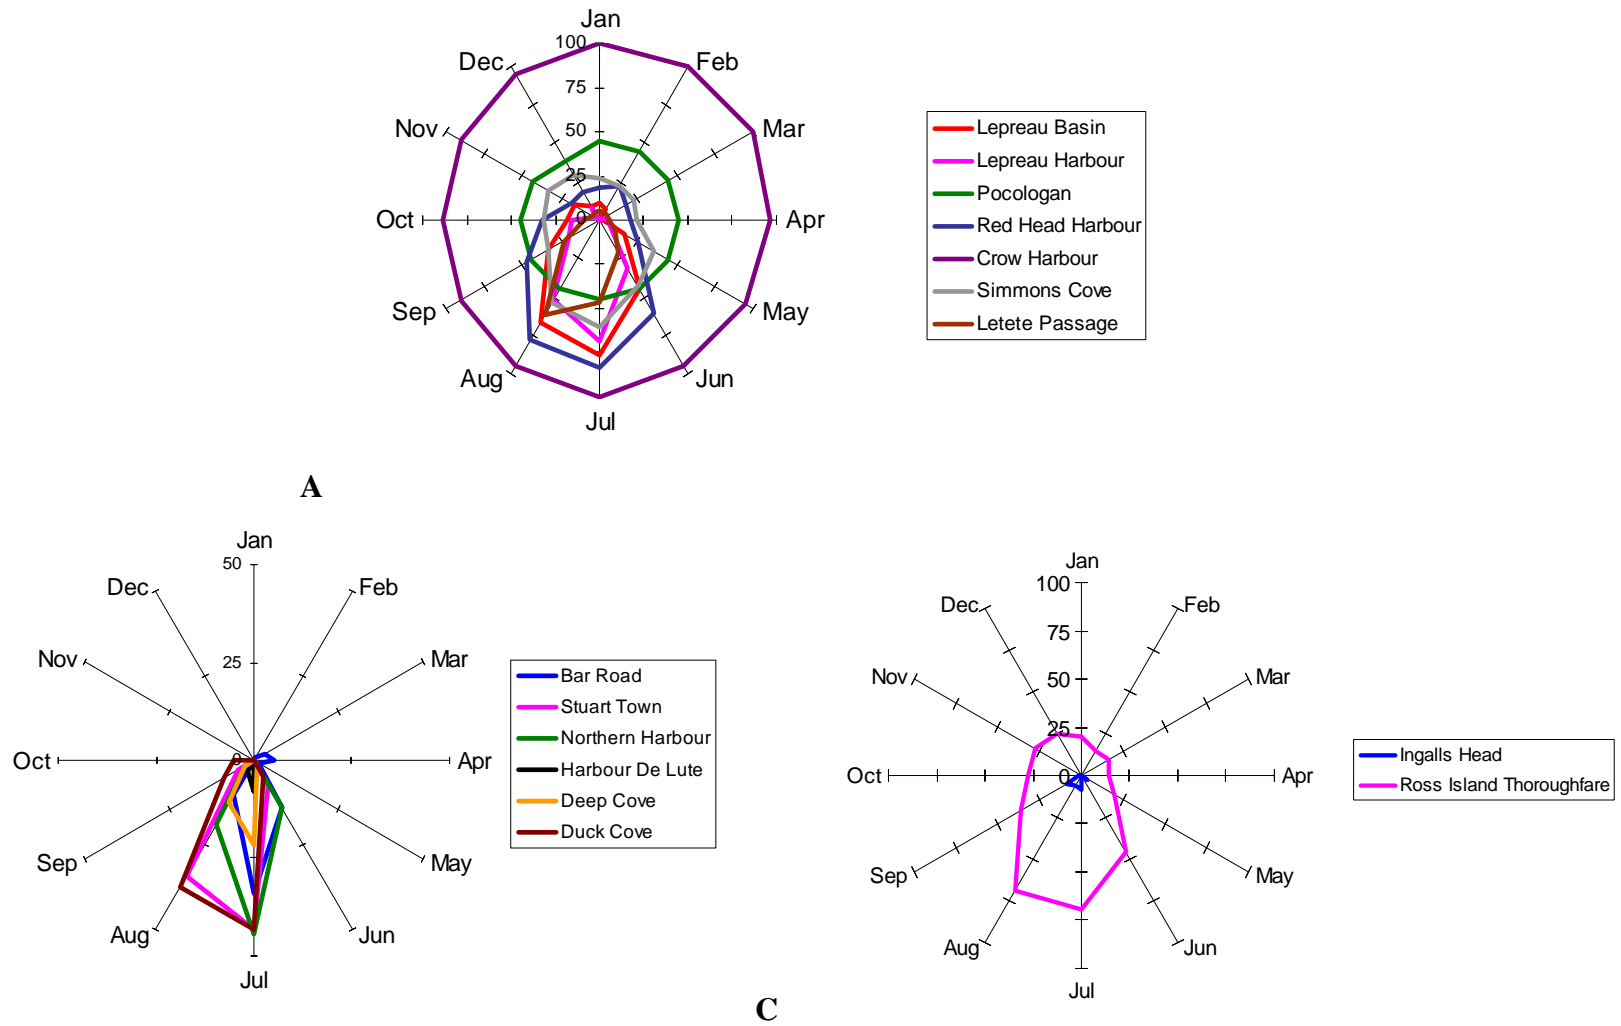 Jan
100
Dec
Feb
75
Nov
50
Mar
25
Oct
0
Apr
Sep
May
Aug
Jun
Jul
Lepreau Basin
Lepreau Harbour
Pocologan
Red Head Harbour
Crow Harbour
Simmons Cove
Letete Passage
A
Jan
50
Dec
Feb
Nov
25
Mar
Oct
0
Apr
Sep
May
Aug
Jun
Jul
Bar Road
Stuart Town
Northern Harbour
Harbour De Lute
Deep Cove
Duck Cove
Jan
100
Dec
Feb
75
Nov
50
Mar
25
Oct
0
Apr
Sep
May
Aug
Jun
Jul
Ingalls Head
Ross Island Thoroughfare
C